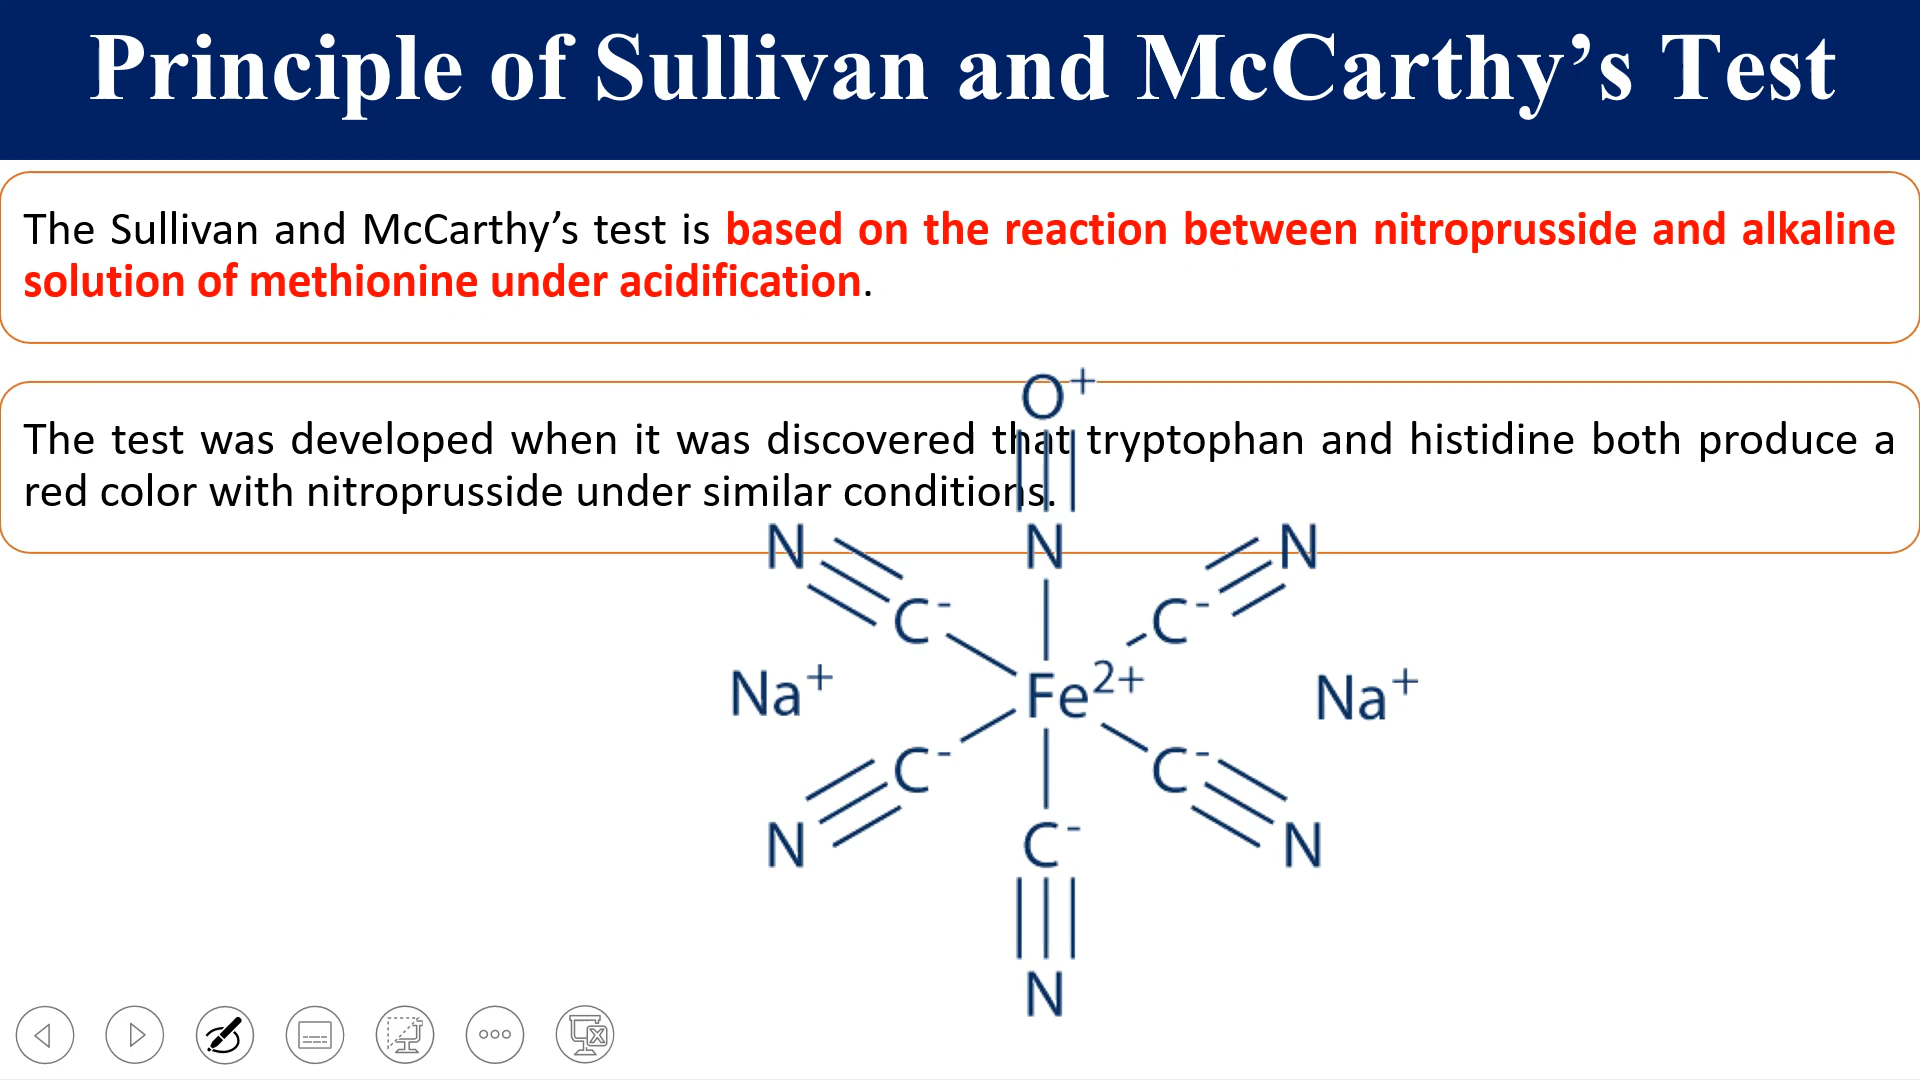 Principle of Sullivan and McCarthy’s Test
The Sullivan and McCarthy’s test is based on the reaction between nitroprusside and alkaline
solution of methionine under acidification.
The test was developed when it was discovered that tryptophan and histidine both produce a
red color with nitroprusside under similar conditions.
O+
N N N
C- C-
Na+ Fe2+ Na+
C- C-
N C- N
N